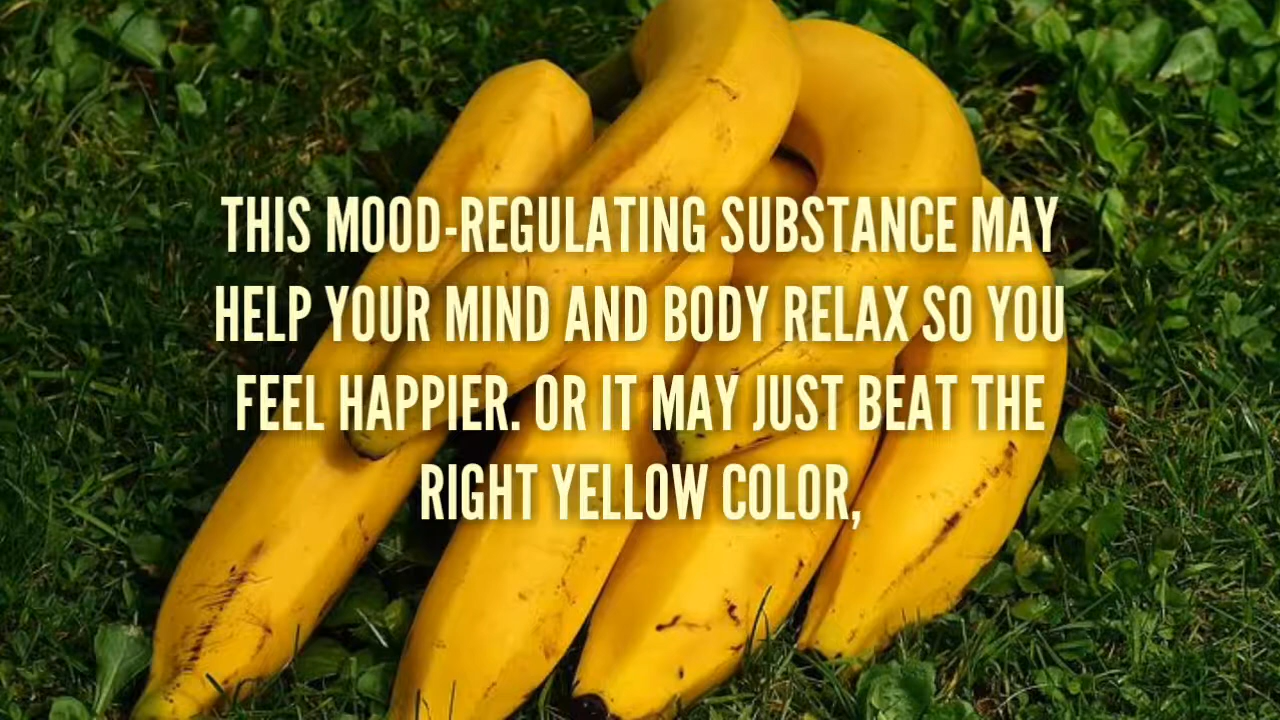 THIS MOOD-REGULATING SUBSTANCE MAY
HELP YOUR MIND AND BODY RELAX SO YOU
FEEL HAPPIER. OR IT MAY JUST BEAT THE
RIGHT YELLOW COLOR,